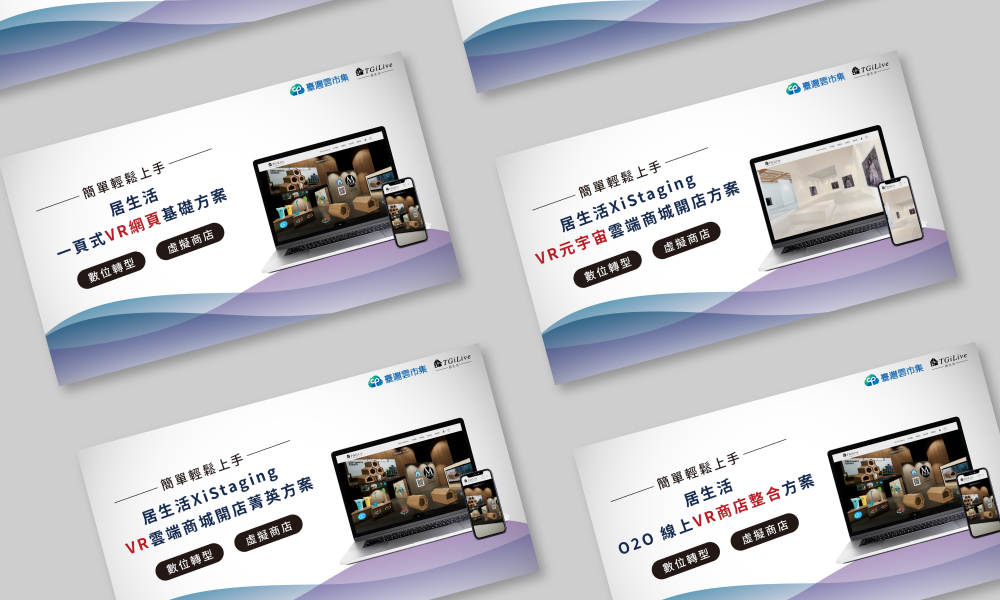 臺灣雲市集
TGiLive
居生活
簡單輕鬆上手
居生活
一頁式VR網頁基礎方案
數位轉型
虛擬商店
臺灣雲市集
TGiLive
居生活
簡單輕鬆上手
居生活XiStaging
VR元宇宙雲端商城開店方案
數位轉型
虛擬商店
臺灣雲市集
TGiLive
居生活
簡單輕鬆上手
居生活XiStaging
VR雲端商城開店菁英方案
數位轉型
虛擬商店
臺灣雲市集
TGiLive
居生活
簡單輕鬆上手
居生活
O2O 線上VR商店整合方案
數位轉型
虛擬商店